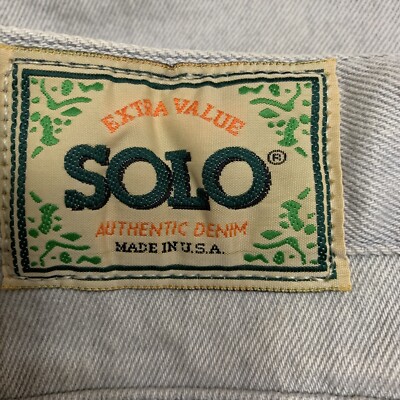 EXTRA VALUE
SOLO®
AUTHENTIC DENIM
MADE IN U.S.A.